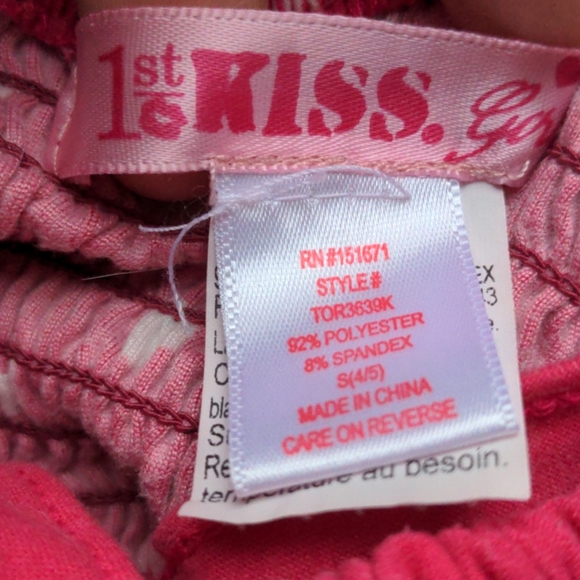 1st KISS.
RN #151671
STYLE#
TOR3639K
92% POLYESTER
8% SPANDEX
S(4/5)
MADE IN CHINA
CARE ON REVERSE
EX
au besoin.